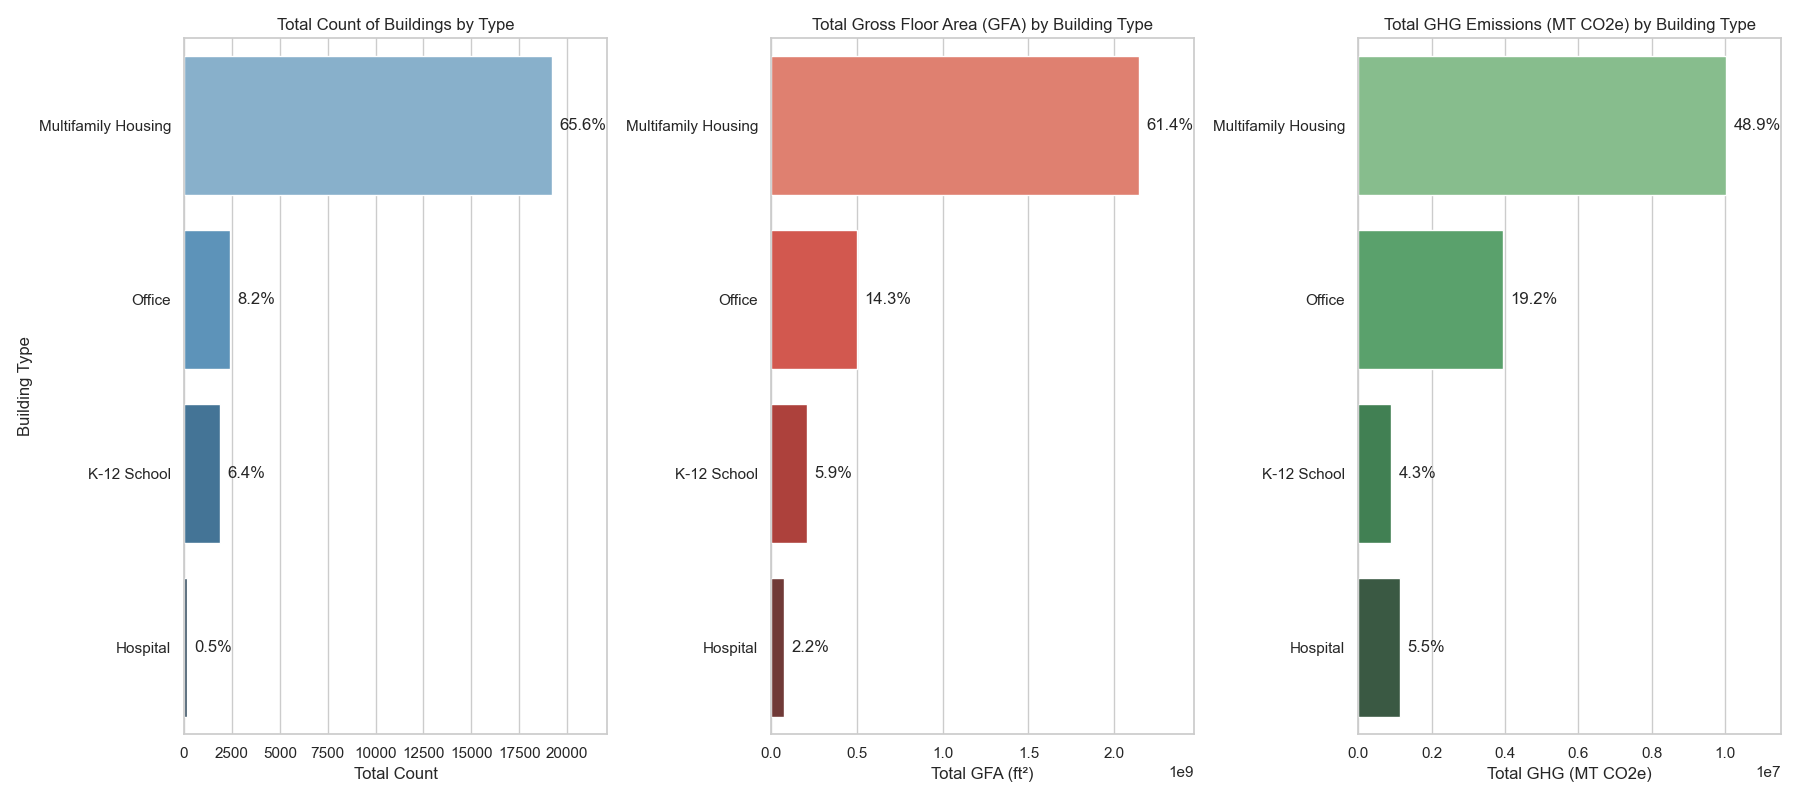 Total Count of Buildings by Type
Building Type
Multifamily Housing
65.6%
Office
8.2%
K-12 School
6.4%
Hospital
0.5%
0 2500 5000 7500 10000 12500 15000 17500 20000
Total Count
Total Gross Floor Area (GFA) by Building Type
Multifamily Housing
61.4%
Office
14.3%
K-12 School
5.9%
Hospital
2.2%
0.0 0.5 1.0 1.5 2.0
1e9
Total GFA (ft²)
Total GHG Emissions (MT CO2e) by Building Type
Multifamily Housing
48.9%
Office
19.2%
K-12 School
4.3%
Hospital
5.5%
0.0 0.2 0.4 0.6 0.8 1.0
1e7
Total GHG (MT CO2e)